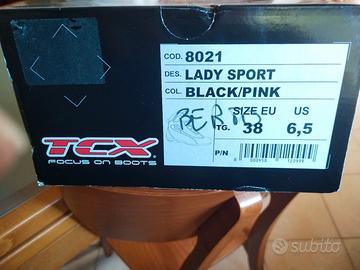 COD. 8021
DES. LADY SPORT
COL. BLACK/PINK
SIZE EU US
TG. 38 6,5
P/N
TCX
FOCUS ON BOOTS
subito